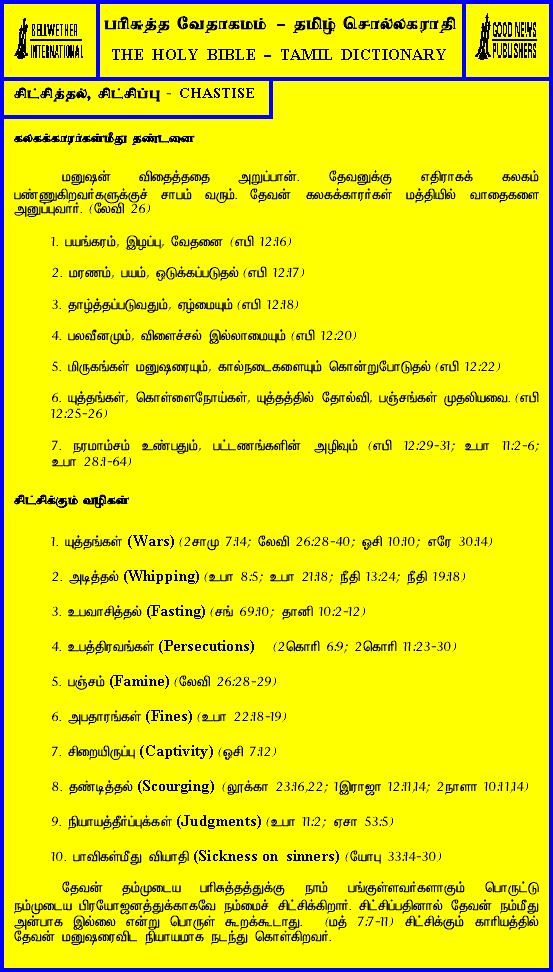 BELLWETHER
INTERNATIONAL
பரிசுத்த வேதாகமம் – தமிழ் சொல்லகராதி
THE HOLY BIBLE – TAMIL DICTIONARY
GOOD NEWS
PUBLISHERS
சிட்சித்தல், சிட்சிப்பு - CHASTISE
கலகக்காரர்கள்மீது தண்டனை
மனுஷன் விதைத்ததை அறுப்பான். தேவனுக்கு எதிராகக் கலகம்
பண்ணுகிறவர்களுக்குச் சாபம் வரும். தேவன் கலகக்காரர்கள் மத்தியில் வாதைகளை
அனுப்புவார். (லேவி 26)
1. பயங்கரம், இழப்பு, வேதனை (எபி 12:16)
2. மரணம், பயம், ஒடுக்கப்படுதல் (எபி 12:17)
3. தாழ்த்தப்படுவதும், ஏழ்மையும் (எபி 12:18)
4. பலவீனமும், விளைச்சல் இல்லாமையும் (எபி 12:20)
5. மிருகங்கள் மனுஷரையும், கால்நடைகளையும் கொன்றுபோடுதல் (எபி 12:22)
6. யுத்தங்கள், கொள்ளைநோய்கள், யுத்தத்தில் தோல்வி, பஞ்சங்கள் முதலியவை. (எபி
12:25-26)
7. நரமாம்சம் உண்பதும், பட்டணங்களின் அழிவும் (எபி 12:29-31; உபா 11:2-6;
உபா 28:1-64)
சிட்சிக்கும் வழிகள்
1. யுத்தங்கள் (Wars) (2சாமு 7:14; லேவி 26:28-40; ஓசி 10:10; எரே 30:14)
2. அடித்தல் (Whipping) (உபா 8:5; உபா 21:18; நீதி 13:24; நீதி 19:18)
3. உபவாசித்தல் (Fasting) (சங் 69:10; தானி 10:2-12)
4. உபத்திரவங்கள் (Persecutions) (2கொரி 6:9; 2கொரி 11:23-30)
5. பஞ்சம் (Famine) (லேவி 26:28-29)
6. அபதாரங்கள் (Fines) (உபா 22:18-19)
7. சிறையிருப்பு (Captivity) (ஓசி 7:12)
8. தண்டித்தல் (Scourging) (லூக்கா 23:16,22; 1இராஜா 12:11,14; 2நாளா 10:11,14)
9. நியாயத்தீர்ப்புக்கள் (Judgments) (உபா 11:2; ஏசா 53:5)
10. பாவிகள்மீது வியாதி (Sickness on sinners) (யோபு 33:14-30)
தேவன் தம்முடைய பரிசுத்தத்துக்கு நாம் பங்குள்ளவர்களாகும் பொருட்டு
நம்முடைய பிரயோஜனத்துக்காகவே நம்மைச் சிட்சிக்கிறார். சிட்சிப்பதினால் தேவன் நம்மீது
அன்பாக இல்லை என்று பொருள் கூறக்கூடாது. (மத் 7:7-11) சிட்சிக்கும் காரியத்தில்
தேவன் மனுஷரைவிட நியாயமாக நடந்து கொள்கிறவர்.